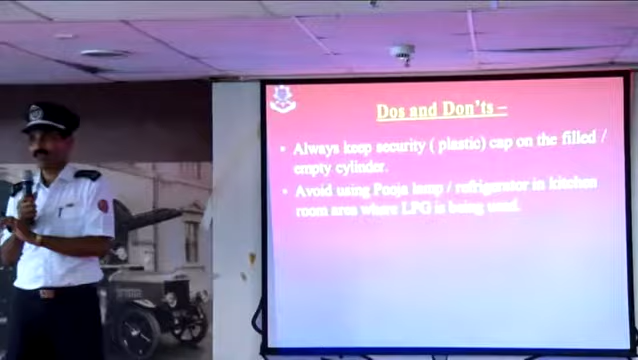 Dos and Don'ts –
• Always keep security ( plastic) cap on the filled /
empty cylinder.
• Avoid using Pooja lamp / refrigerator in kitchen
room area where LPG is being used.